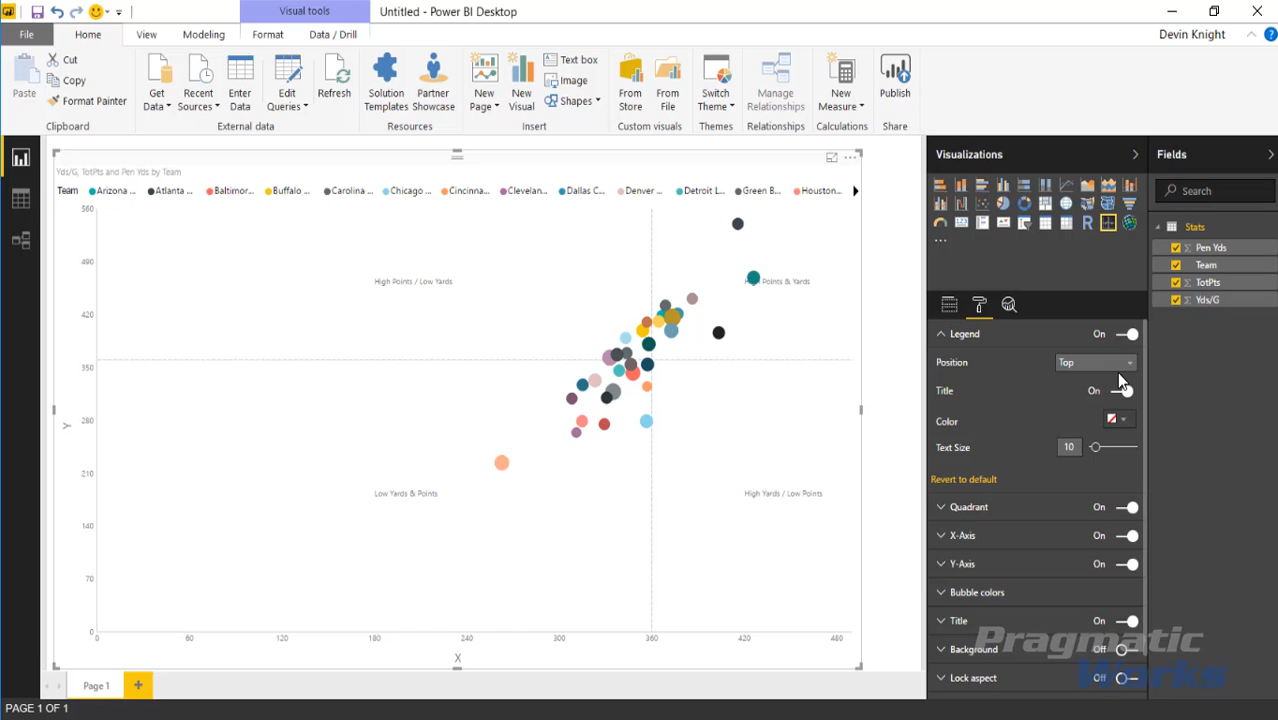 Visual tools
Untitled - Power BI Desktop
File
Home
View
Modeling
Format
Data / Drill
Devin Knight
Paste
Cut
Copy
Format Painter
Clipboard
Get Data
Recent Sources
Enter Data
Edit Queries
Refresh
External data
Solution Templates
Partner Showcase
Resources
New Page
New Visual
Text box
Image
Shapes
Insert
From Store
From File
Custom visuals
Switch Theme
Themes
Manage Relationships
Relationships
New Measure
Calculations
Publish
Share
Yds/G, TotPts and Pen Yds by Team
Team Arizona ... Atlanta ... Baltimor... Buffalo ... Carolina ... Chicago ... Cincinna... Clevelan... Dallas C... Denver ... Detroit L... Green B... Houston...
560
490
420
350
280
210
140
70
0
High Points / Low Yards
High Points & Yards
Low Yards & Points
High Yards / Low Points
Y
0 60 120 180 240 300 360 420 480
X
Visualizations
R
Legend On
Position Top
Title On
Color
Text Size 10
Revert to default
Quadrant On
X-Axis On
Y-Axis On
Bubble colors
Title On
Background Off
Lock aspect Off
Fields
Search
Stats
Σ Pen Yds
Team
Σ TotPts
Σ Yds/G
Pragmatic
Works
Page 1
PAGE 1 OF 1